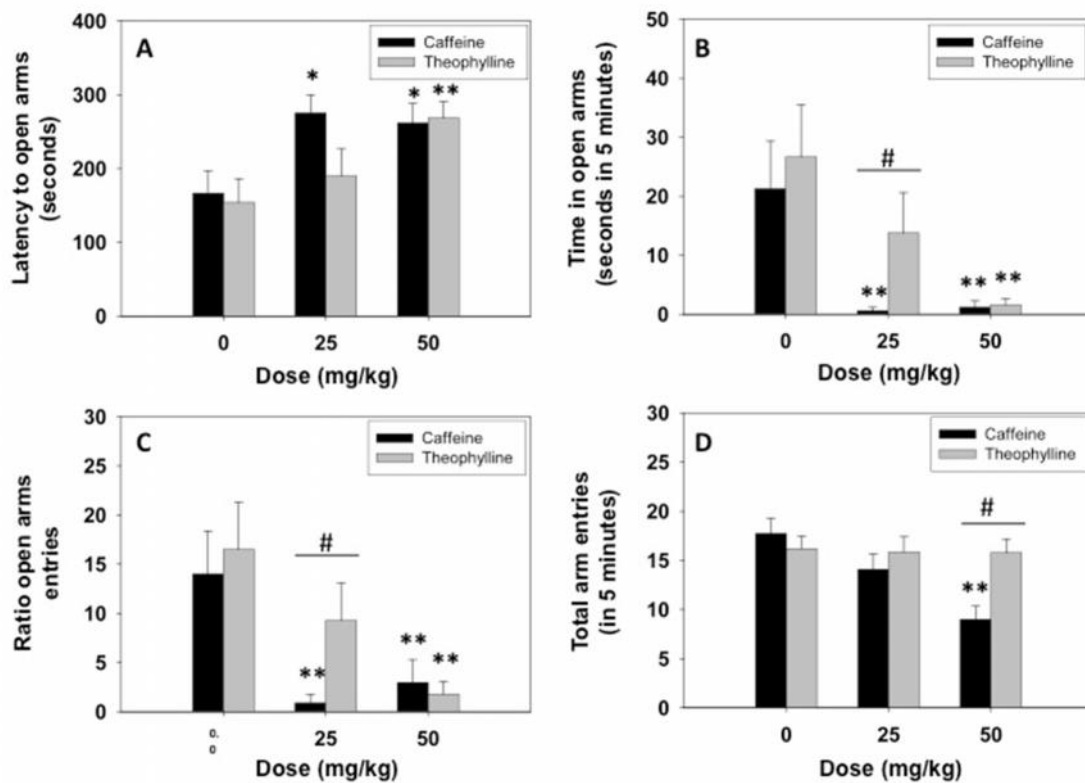 A
Caffeine
Theophylline
Latency to open arms
(seconds)
400
300
200
100
0
* * **
0 25 50
Dose (mg/kg)
B
Caffeine
Theophylline
Time in open arms
(seconds in 5 minutes)
50
40
30
20
10
0
#
** ** **
0 25 50
Dose (mg/kg)
C
Caffeine
Theophylline
Ratio open arms
entries
30
25
20
15
10
5
0
#
** ** **
0.
0
25 50
Dose (mg/kg)
D
Caffeine
Theophylline
Total arm entries
(in 5 minutes)
30
25
20
15
10
5
0
#
**
0 25 50
Dose (mg/kg)